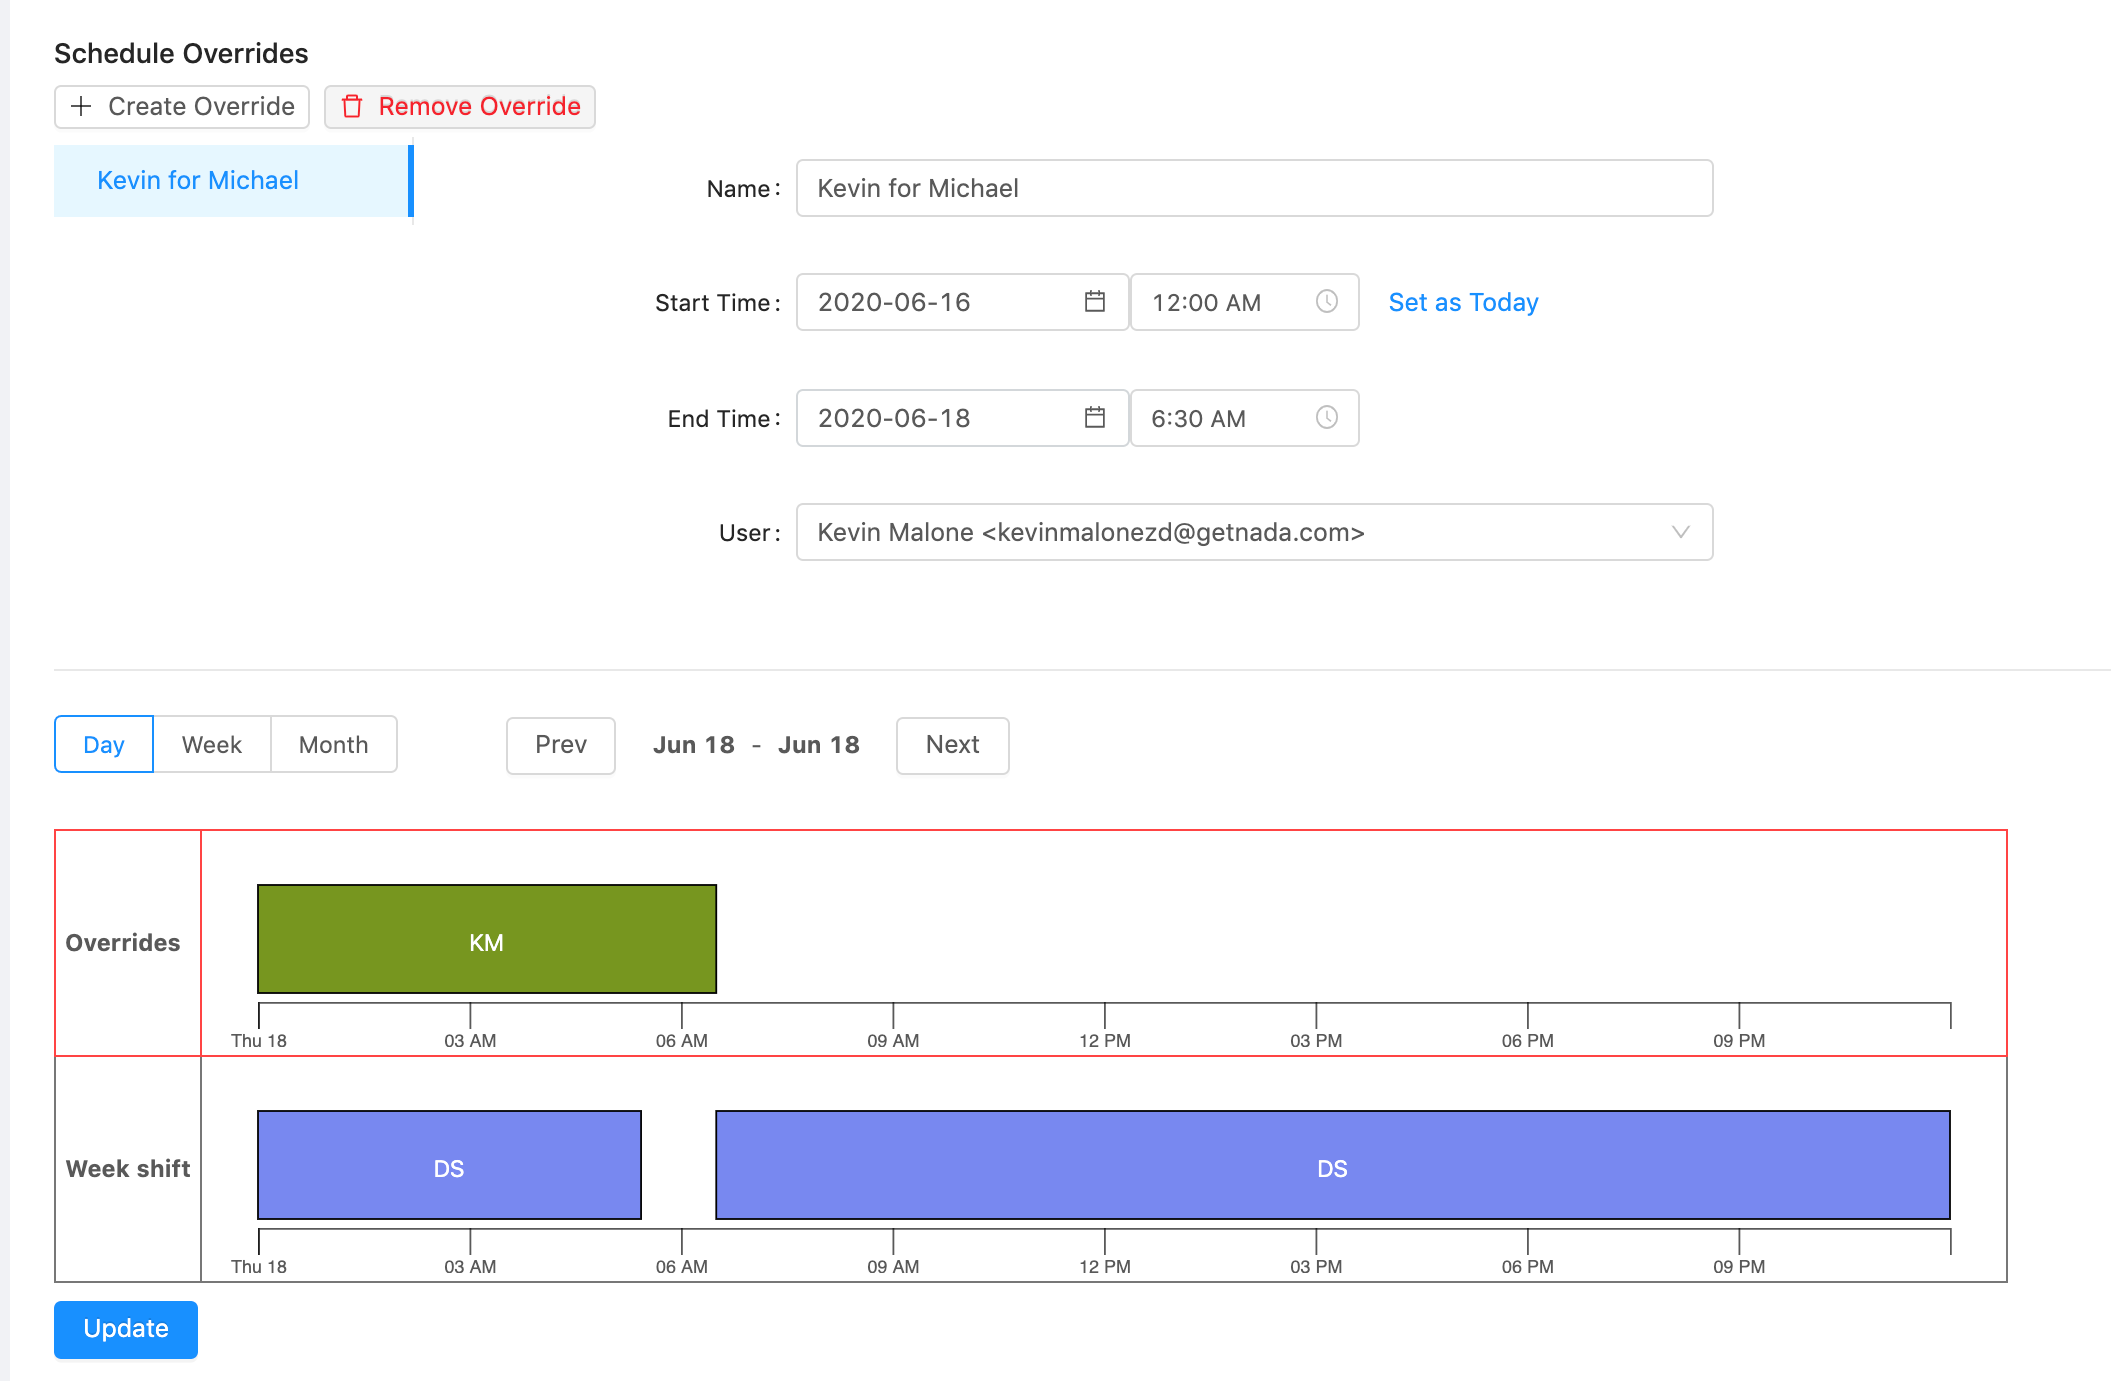 Schedule Overrides
Create Override
Remove Override
Kevin for Michael
Name: Kevin for Michael
Start Time: 2020-06-16 12:00 AM Set as Today
End Time: 2020-06-18 6:30 AM
User: Kevin Malone <kevinmalonezd@getnada.com>
Day Week Month Prev Jun 18 - Jun 18 Next
Overrides
KM
Thu 18 03 AM 06 AM 09 AM 12 PM 03 PM 06 PM 09 PM
Week shift
DS DS
Thu 18 03 AM 06 AM 09 AM 12 PM 03 PM 06 PM 09 PM
Update